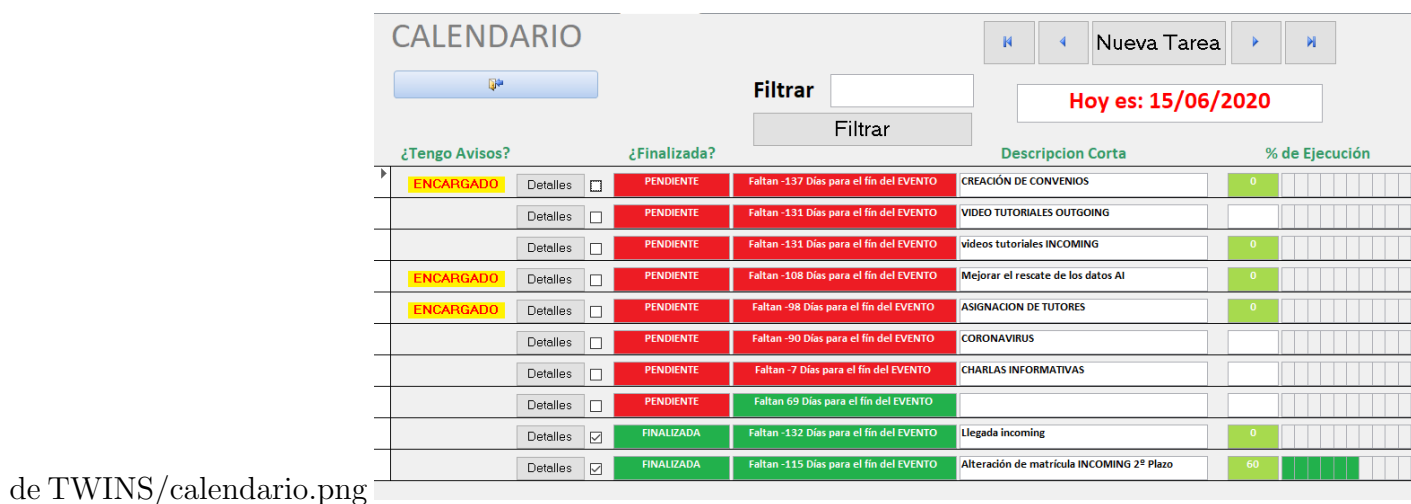 CALENDARIO
Nueva Tarea
Filtrar
Hoy es: 15/06/2020
Filtrar
¿Tengo Avisos? ¿Finalizada? Descripcion Corta % de Ejecución
ENCARGADO Detalles PENDIENTE Faltan -137 Días para el fín del EVENTO CREACIÓN DE CONVENIOS 0
Detalles PENDIENTE Faltan -131 Días para el fín del EVENTO VIDEO TUTORIALES OUTGOING
Detalles PENDIENTE Faltan -131 Días para el fín del EVENTO videos tutoriales INCOMING 0
ENCARGADO Detalles PENDIENTE Faltan -108 Días para el fín del EVENTO Mejorar el rescate de los datos AI 0
ENCARGADO Detalles PENDIENTE Faltan -98 Días para el fín del EVENTO ASIGNACION DE TUTORES 0
Detalles PENDIENTE Faltan -90 Días para el fín del EVENTO CORONAVIRUS
Detalles PENDIENTE Faltan -7 Días para el fín del EVENTO CHARLAS INFORMATIVAS
Detalles PENDIENTE Faltan 69 Días para el fín del EVENTO
Detalles FINALIZADA Faltan -132 Días para el fín del EVENTO Llegada incoming 0
Detalles FINALIZADA Faltan -115 Días para el fín del EVENTO Alteración de matrícula INCOMING 2º Plazo 60
de TWINS/calendario.png